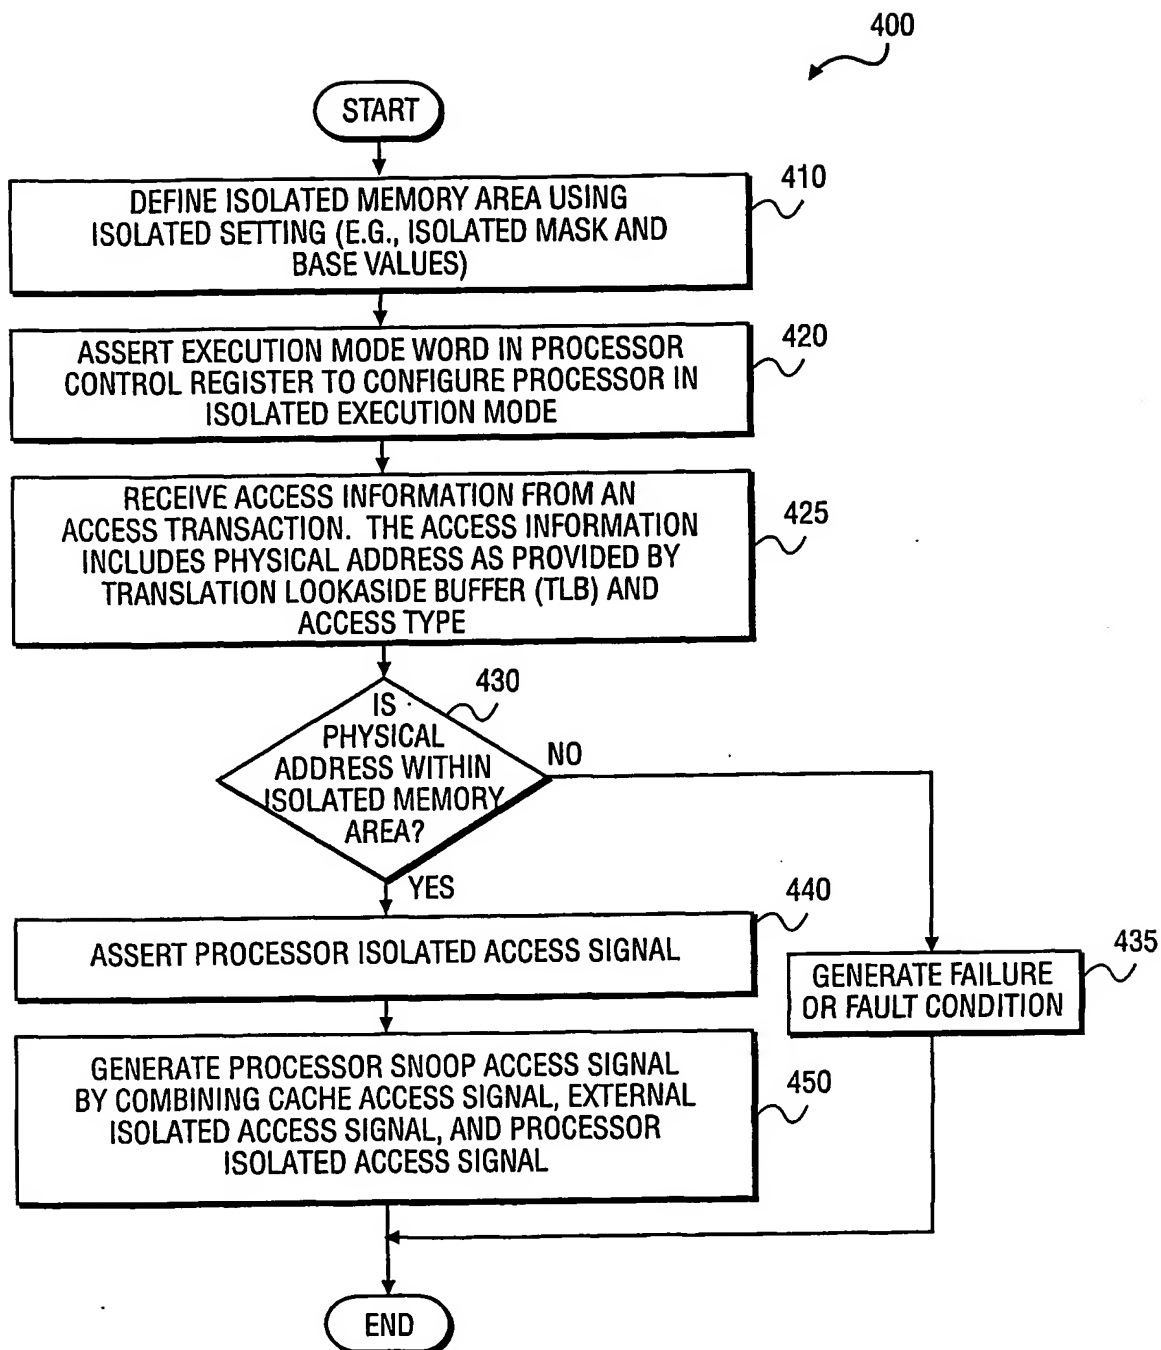 400
START
DEFINE ISOLATED MEMORY AREA USING
ISOLATED SETTING (E.G., ISOLATED MASK AND
BASE VALUES)
410
ASSERT EXECUTION MODE WORD IN PROCESSOR
CONTROL REGISTER TO CONFIGURE PROCESSOR IN
ISOLATED EXECUTION MODE
420
RECEIVE ACCESS INFORMATION FROM AN
ACCESS TRANSACTION. THE ACCESS INFORMATION
INCLUDES PHYSICAL ADDRESS AS PROVIDED BY
TRANSLATION LOOKASIDE BUFFER (TLB) AND
ACCESS TYPE
425
IS
PHYSICAL
ADDRESS WITHIN
ISOLATED MEMORY
AREA?
430
NO
YES
ASSERT PROCESSOR ISOLATED ACCESS SIGNAL
440
GENERATE FAILURE
OR FAULT CONDITION
435
GENERATE PROCESSOR SNOOP ACCESS SIGNAL
BY COMBINING CACHE ACCESS SIGNAL, EXTERNAL
ISOLATED ACCESS SIGNAL, AND PROCESSOR
ISOLATED ACCESS SIGNAL
450
END